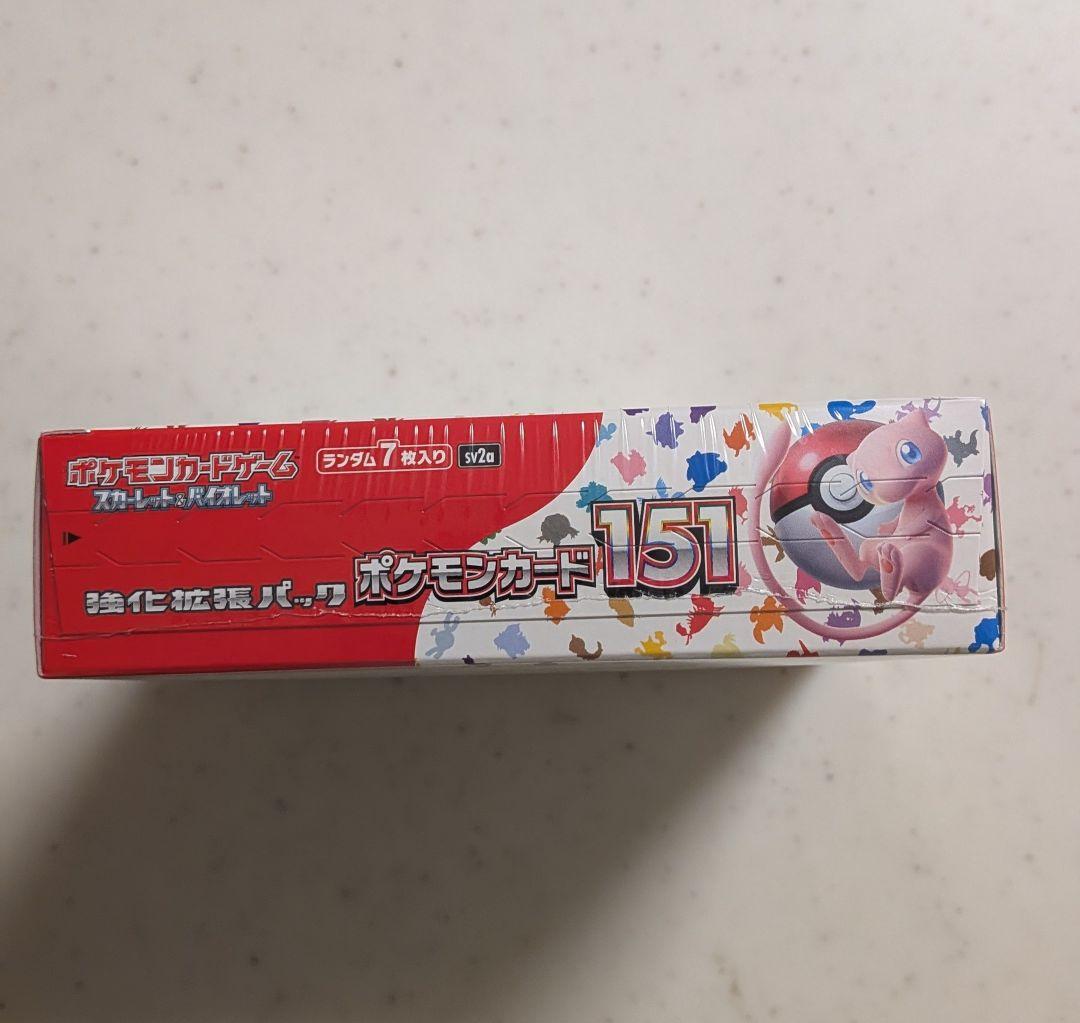 ポケモンカードゲーム
スカーレット&バイオレット
ランダム7枚入り
sv2a
強化拡張パック
ポケモンカード151